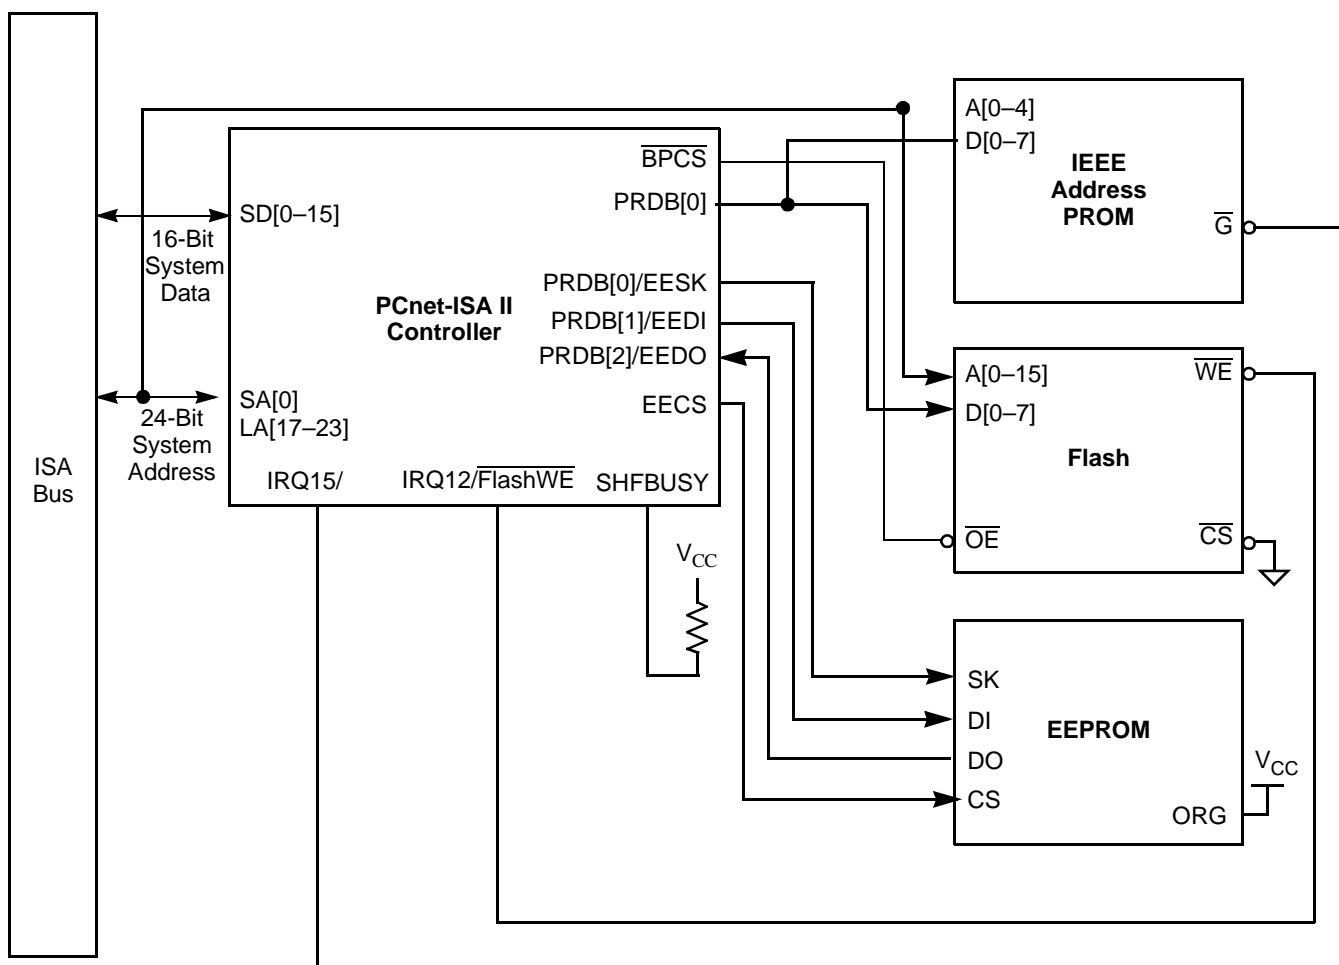 ISA
Bus
16-Bit
System
Data
24-Bit
System
Address
SD[0–15]
SA[0]
LA[17–23]
PCnet-ISA II
Controller
BPCS
PRDB[0]
PRDB[0]/EESK
PRDB[1]/EEDI
PRDB[2]/EEDO
EECS
IRQ15/
IRQ12/FlashWE
SHFBUSY
VCC
A[0–4]
D[0–7]
IEEE
Address
PROM
G
A[0–15]
D[0–7]
WE
Flash
OE
CS
SK
DI
DO
CS
EEPROM
ORG
VCC